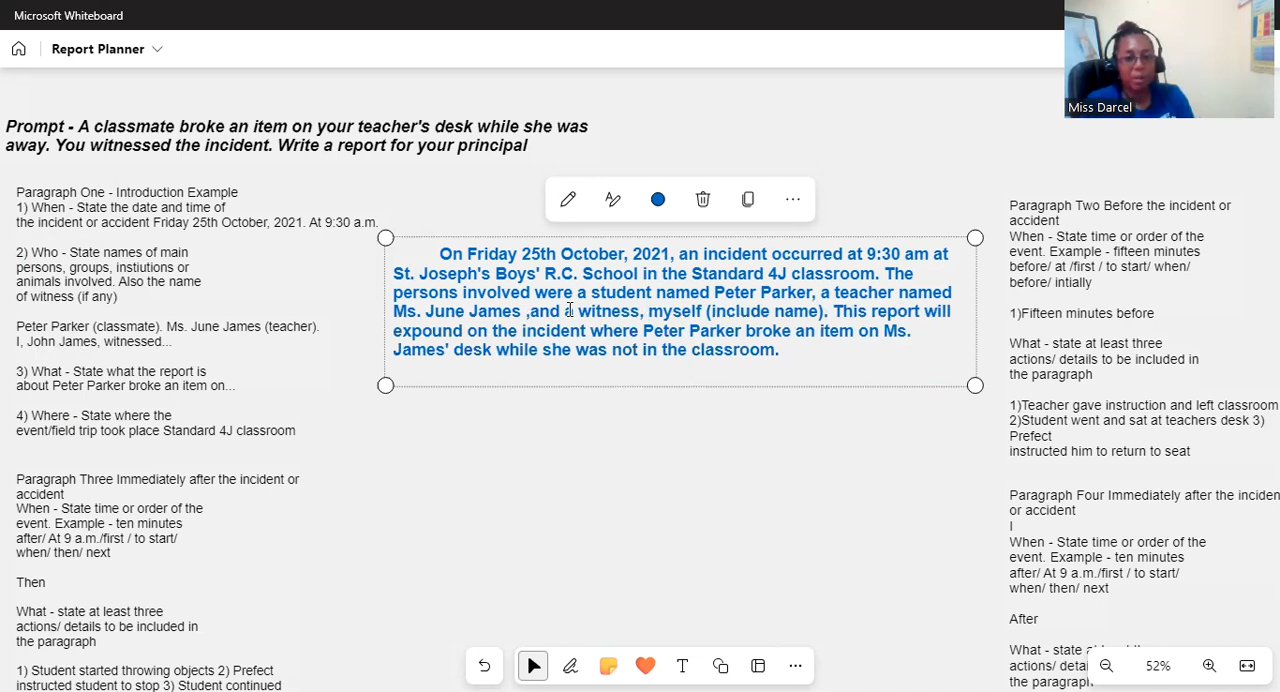 Microsoft Whiteboard
Report Planner
Miss Darcel
Prompt - A classmate broke an item on your teacher's desk while she was
away. You witnessed the incident. Write a report for your principal
Paragraph One - Introduction Example
1) When - State the date and time of
the incident or accident Friday 25th October, 2021. At 9:30 a.m.
2) Who - State names of main
persons, groups, instiutions or
animals involved. Also the name
of witness (if any)
Peter Parker (classmate). Ms. June James (teacher).
I, John James, witnessed...
3) What - State what the report is
about Peter Parker broke an item on...
4) Where - State where the
event/field trip took place Standard 4J classroom
Paragraph Three Immediately after the incident or
accident
When - State time or order of the
event. Example - ten minutes
after/ At 9 a.m./first / to start/
when/ then/ next
Then
What - state at least three
actions/ details to be included in
the paragraph
1) Student started throwing objects 2) Prefect
instructed student to stop 3) Student continued
On Friday 25th October, 2021, an incident occurred at 9:30 am at
St. Joseph's Boys' R.C. School in the Standard 4J classroom. The
persons involved were a student named Peter Parker, a teacher named
Ms. June James ,and a witness, myself (include name). This report will
expound on the incident where Peter Parker broke an item on Ms.
James' desk while she was not in the classroom.
Paragraph Two Before the incident or
accident
When - State time or order of the
event. Example - fifteen minutes
before/ at /first / to start/ when/
before/ intially
1)Fifteen minutes before
What - state at least three
actions/ details to be included in
the paragraph
1)Teacher gave instruction and left classroom
2)Student went and sat at teachers desk 3)
Prefect
instructed him to return to seat
Paragraph Four Immediately after the inciden
or accident
I
When - State time or order of the
event. Example - ten minutes
after/ At 9 a.m./first / to start/
when/ then/ next
After
What - state
actions/
the paragraph
52%